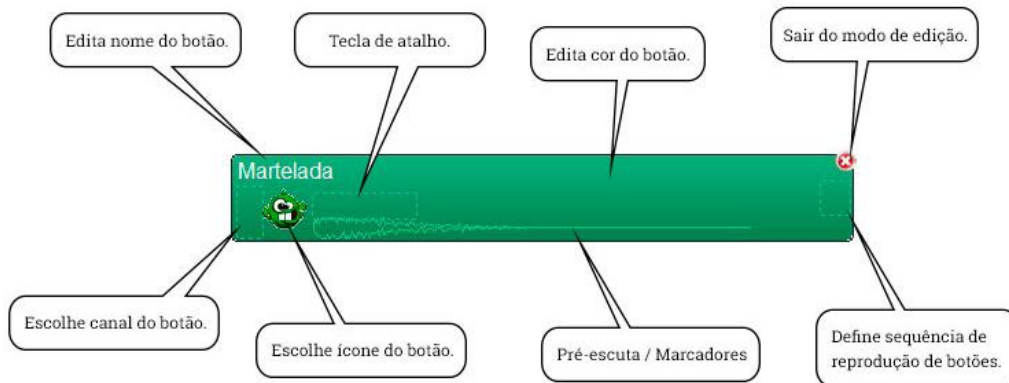 Edita nome do botão.
Tecla de atalho.
Edita cor do botão.
Sair do modo de edição.
Martelada
Escolhe canal do botão.
Escolhe ícone do botão.
Pré-escuta / Marcadores
Define sequência de
reprodução de botões.